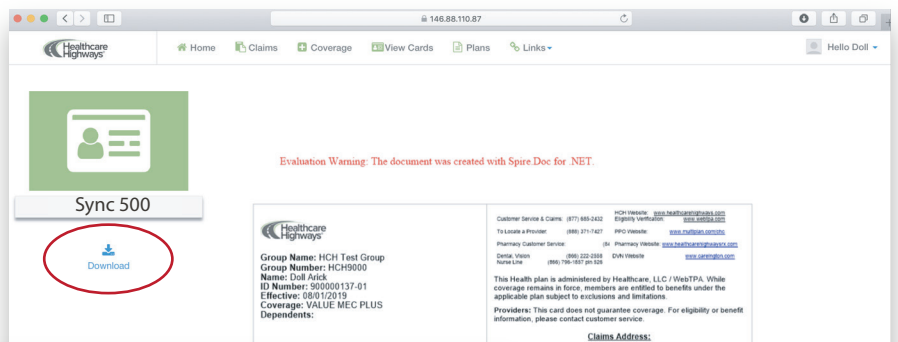 146.88.110.87
Healthcare Highways
Home Claims Coverage View Cards Plans Links
Hello Doll
Evaluation Warning: The document was created with Spire.Doc for .NET.
Sync 500
Download
Healthcare Highways
Group Name: HCH Test Group
Group Number: HCH9000
Name: Doll Arick
ID Number: 900000137-01
Effective: 08/01/2019
Coverage: VALUE MEC PLUS
Dependents:
HCH Website: www.healthcarehighways.com
Customer Service & Claims: (877) 885-2432 Eligibility Verification: www.webtpa.com
To Locate a Provider: (888) 271-7427 PPO Website: www.multiplan.com/
Pharmacy Customer Service: Pharmacy Website: www.healthcarehighwaysrx.com
Dental, Vision (866) 222-2558 DVN Website www.careington.com
Nurse Line (866) 796-1837 pin-526
This Health plan is administered by Healthcare, LLC / WebTPA. While
coverage remains in force, members are entitled to benefits under the
applicable plan subject to exclusions and limitations.
Providers: This card does not guarantee coverage. For eligibility or benefit
information, please contact customer service.
Claims Address: